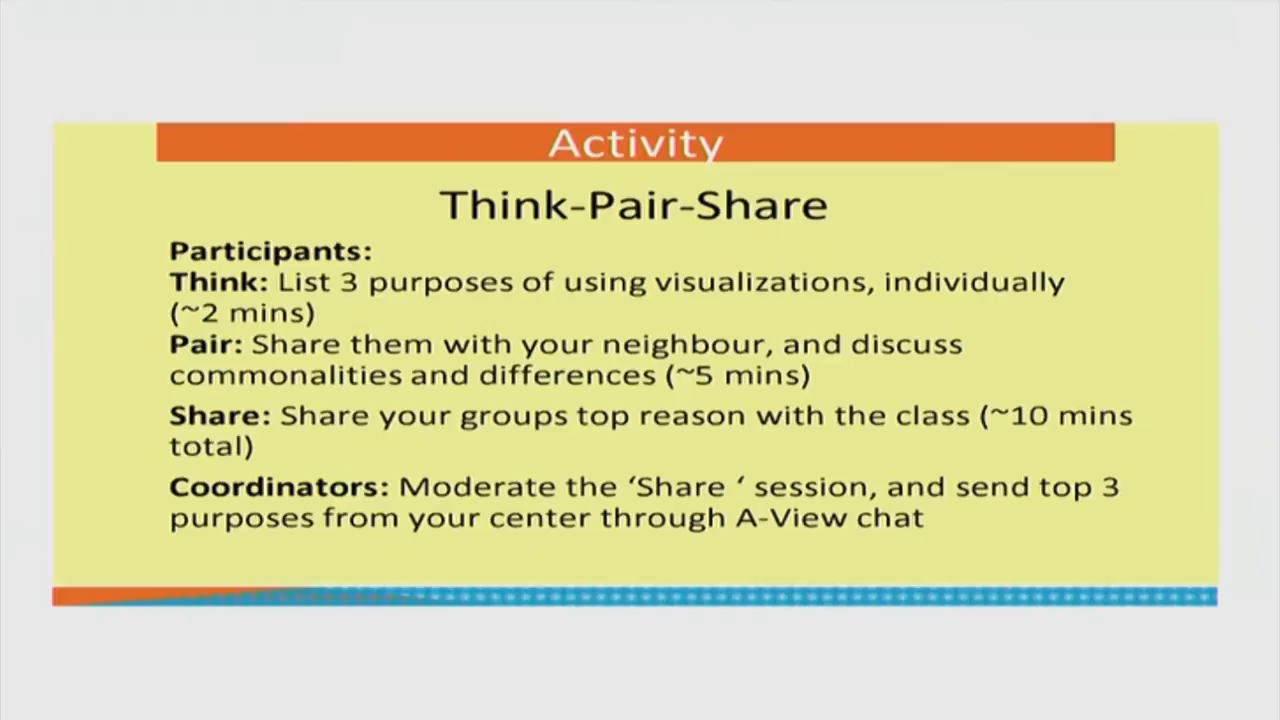 Activity
Think-Pair-Share
Participants:
Think: List 3 purposes of using visualizations, individually
(~2 mins)
Pair: Share them with your neighbour, and discuss
commonalities and differences (~5 mins)
Share: Share your groups top reason with the class (~10 mins
total)
Coordinators: Moderate the ‘Share ‘ session, and send top 3
purposes from your center through A-View chat